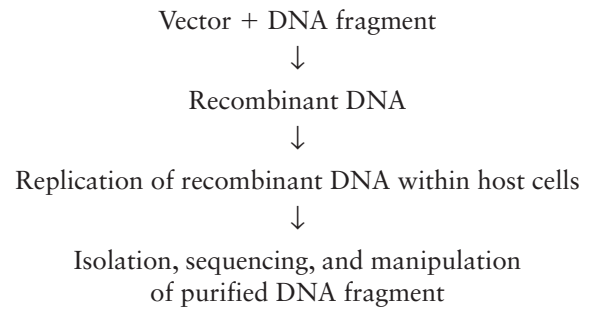 Vector + DNA fragment
↓
Recombinant DNA
↓
Replication of recombinant DNA within host cells
↓
Isolation, sequencing, and manipulation
of purified DNA fragment